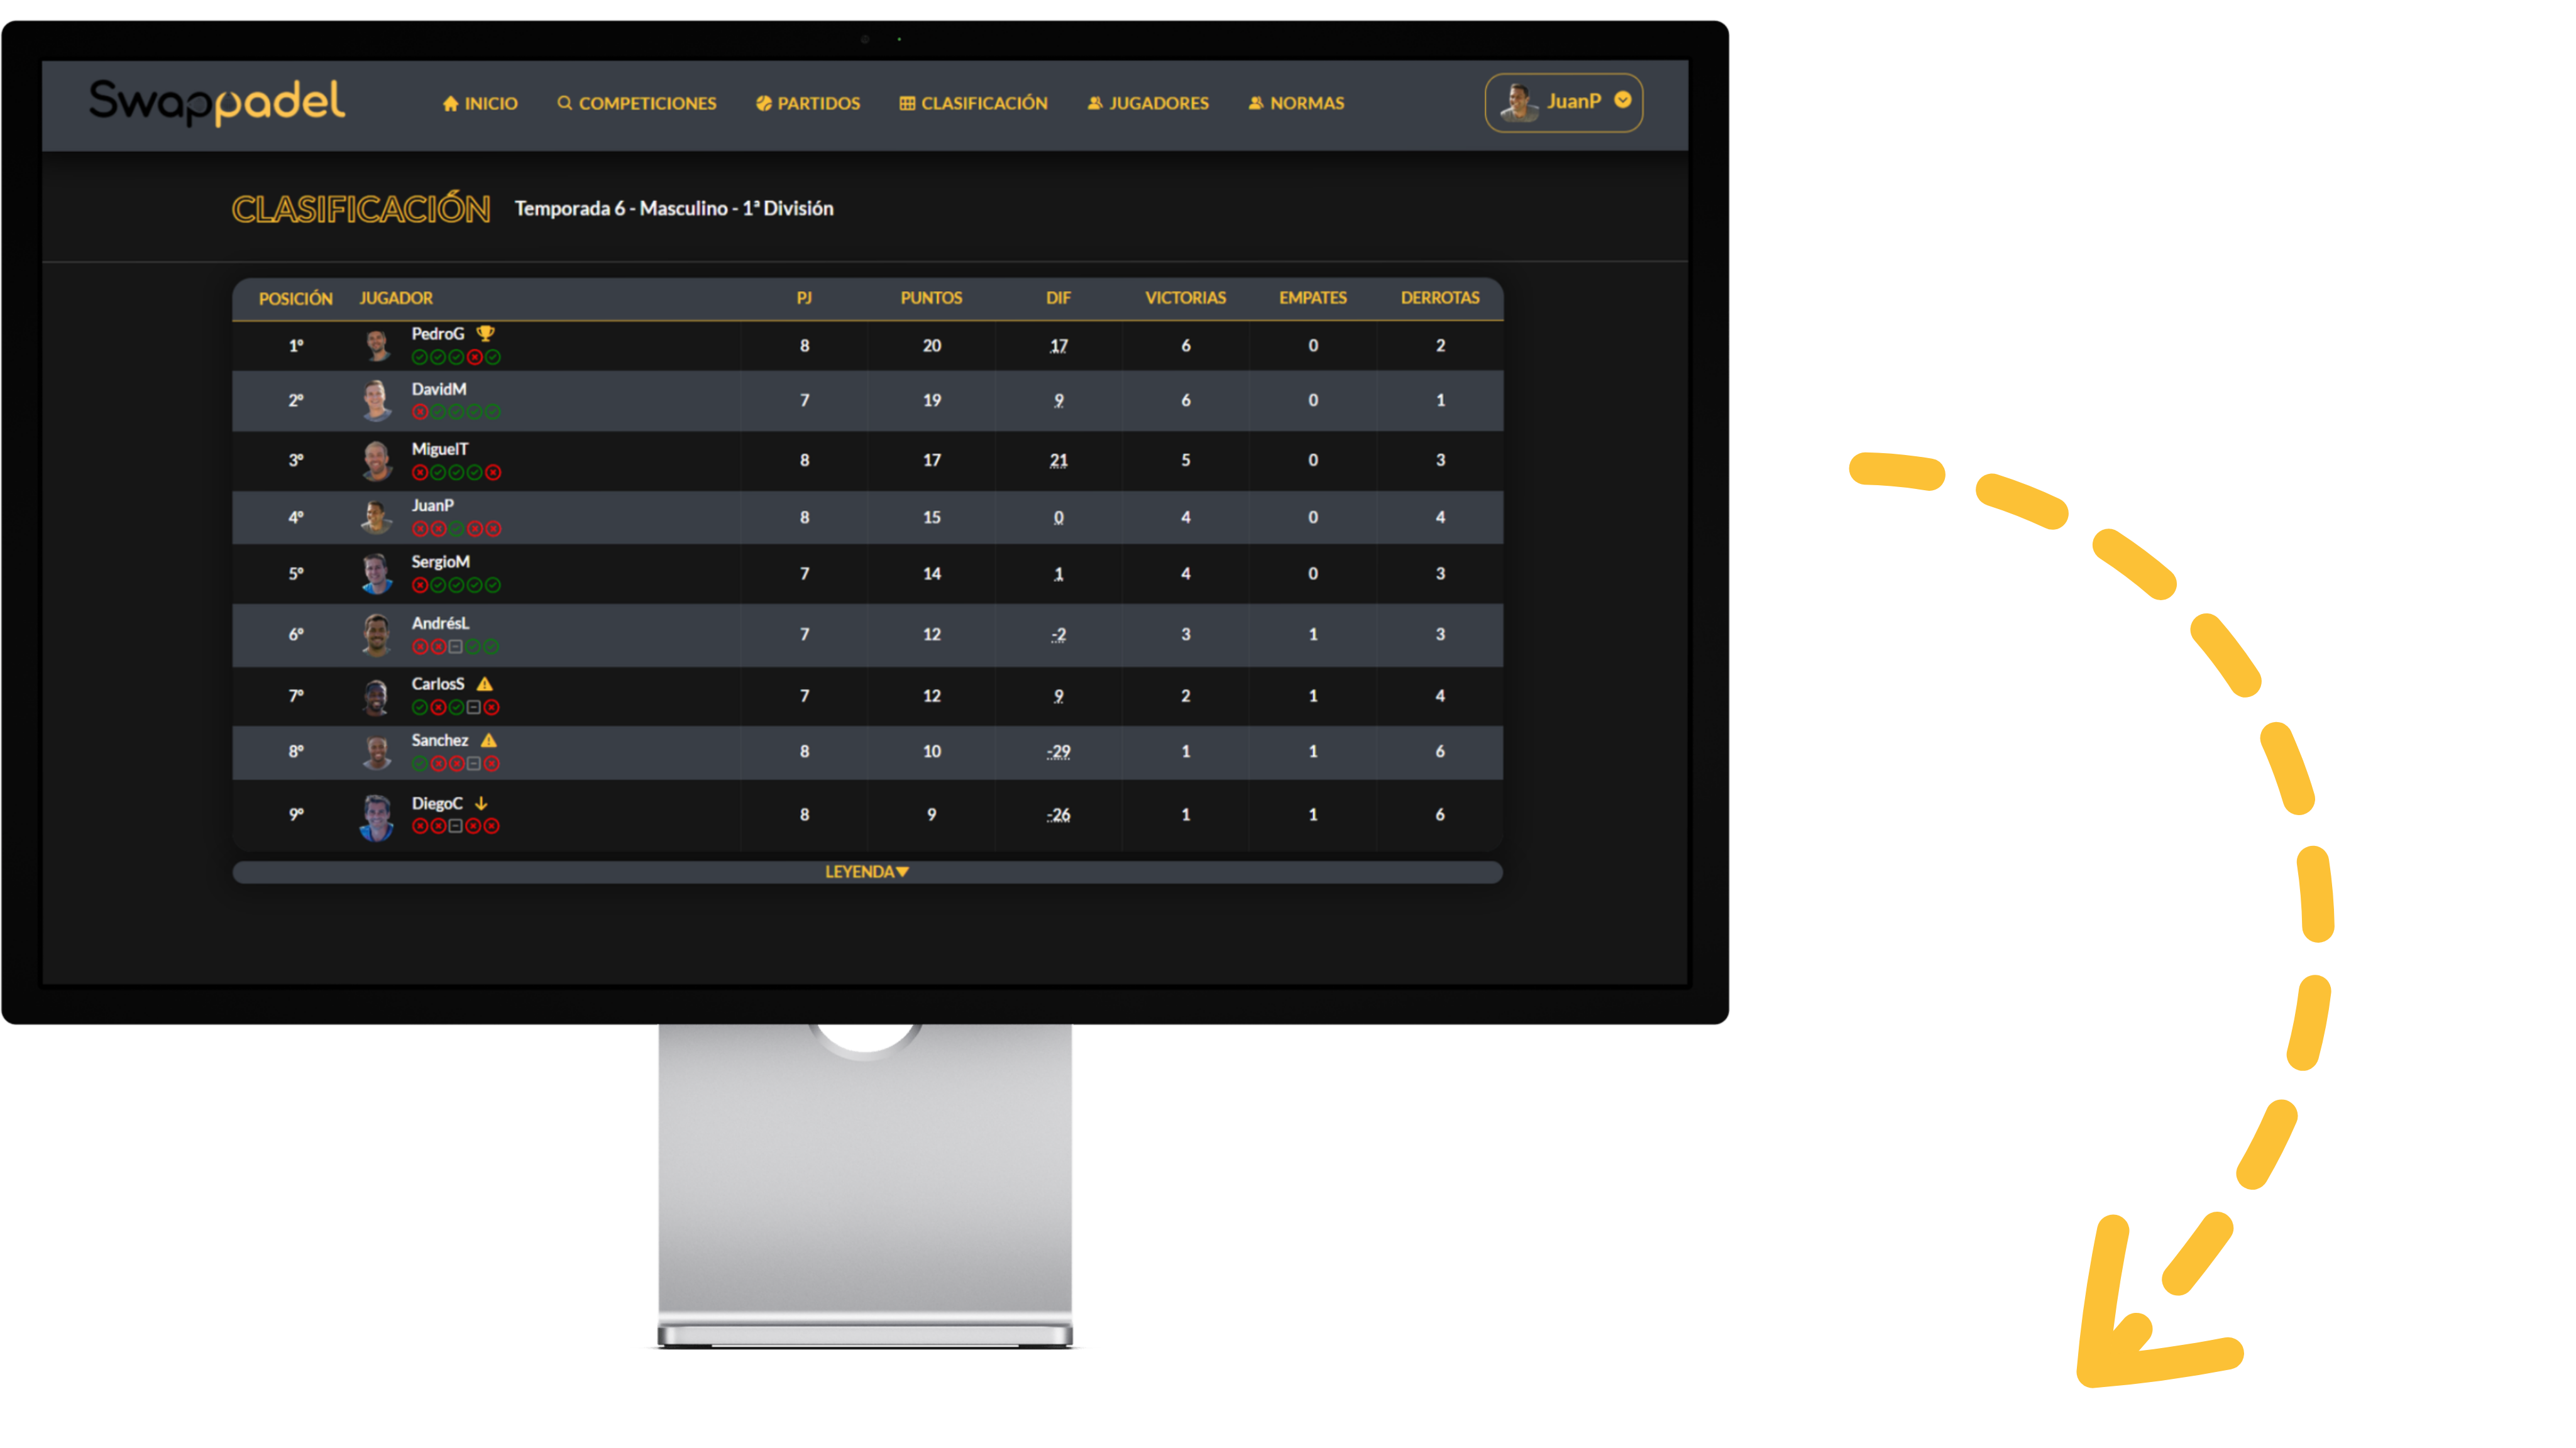 Swappadel
INICIO COMPETICIONES PARTIDOS CLASIFICACIÓN JUGADORES NORMAS JuanP
CLASIFICACIÓN Temporada 6 - Masculino - 1ª División
POSICIÓN JUGADOR PJ PUNTOS DIF VICTORIAS EMPATES DERROTAS
1º PedroG 8 20 17 6 0 2
2º DavidM 7 19 9 6 0 1
3º MiguelT 8 17 21 5 0 3
4º JuanP 8 15 0 4 0 4
5º SergioM 7 14 1 4 0 3
6º AndrésL 7 12 -2 3 1 3
7º CarlosS 7 12 9 2 1 4
8º Sanchez 8 10 -29 1 1 6
9º DiegoC 8 9 -26 1 1 6
LEYENDA▼